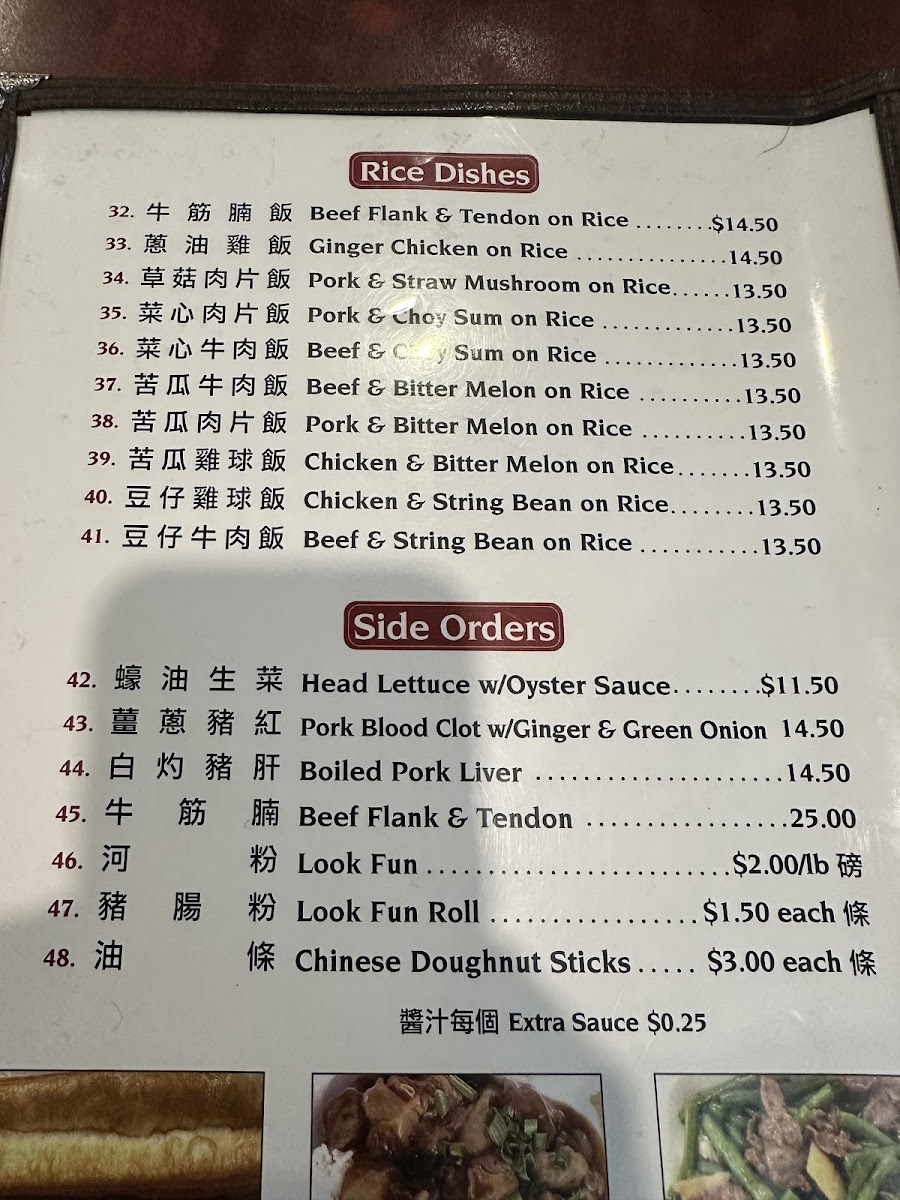 Rice Dishes
32. 牛筋腩飯 Beef Flank & Tendon on Rice ........$14.50
33. 蔥油雞飯 Ginger Chicken on Rice ...............14.50
34. 草菇肉片飯 Pork & Straw Mushroom on Rice......13.50
35. 菜心肉片飯 Pork & Choy Sum on Rice .............13.50
36. 菜心牛肉飯 Beef & Sum on Rice .............13.50
37. 苦瓜牛肉飯 Beef & Bitter Melon on Rice ..........13.50
38. 苦瓜肉片飯 Pork & Bitter Melon on Rice ..........13.50
39. 苦瓜雞球飯 Chicken & Bitter Melon on Rice.......13.50
40. 豆仔雞球飯 Chicken & String Bean on Rice........13.50
41. 豆仔牛肉飯 Beef & String Bean on Rice ...........13.50
Side Orders
42. 蠔油生菜 Head Lettuce w/Oyster Sauce........$11.50
43. 薑蔥豬紅 Pork Blood Clot w/Ginger & Green Onion 14.50
44. 白灼豬肝 Boiled Pork Liver ......................14.50
45. 牛筋腩 Beef Flank & Tendon ..................25.00
46. 河粉 Look Fun ...........................$2.00/lb 磅
47. 豬腸粉 Look Fun Roll .................. $1.50 each 條
48. 油條 Chinese Doughnut Sticks ..... $3.00 each 條
醬汁每個 Extra Sauce $0.25